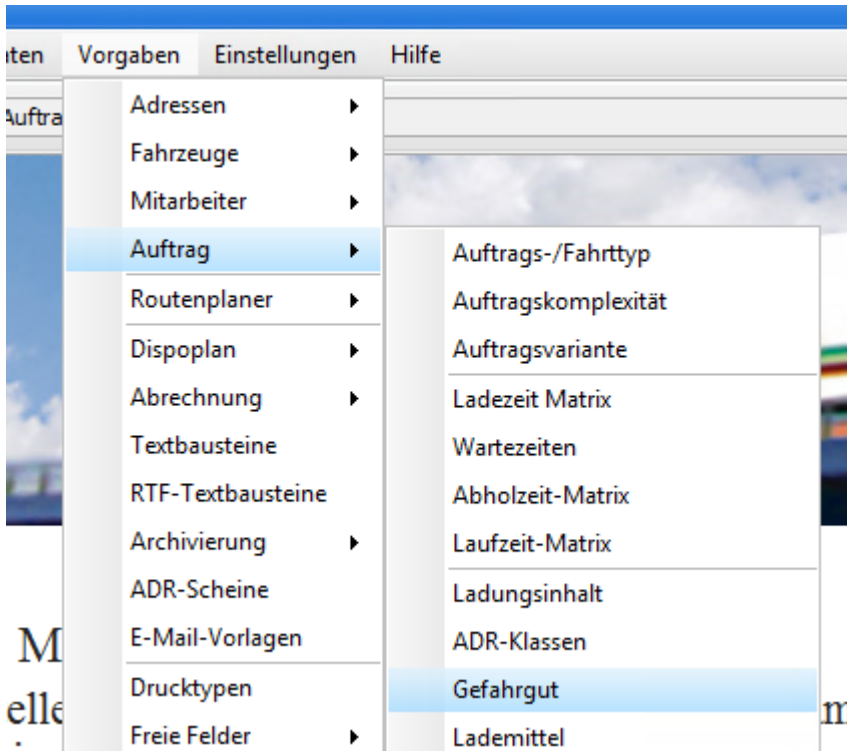 Vorgaben Einstellungen Hilfe
Adressen
Fahrzeuge
Mitarbeiter
Auftrag
Routenplaner
Dispoplan
Abrechnung
Textbausteine
RTF-Textbausteine
Archivierung
ADR-Scheine
E-Mail-Vorlagen
Drucktypen
Freie Felder
Auftrags-/Fahrttyp
Auftragskomplexität
Auftragsvariante
Ladezeit Matrix
Wartezeiten
Abholzeit-Matrix
Laufzeit-Matrix
Ladungsinhalt
ADR-Klassen
Gefahrgut
Lademittel